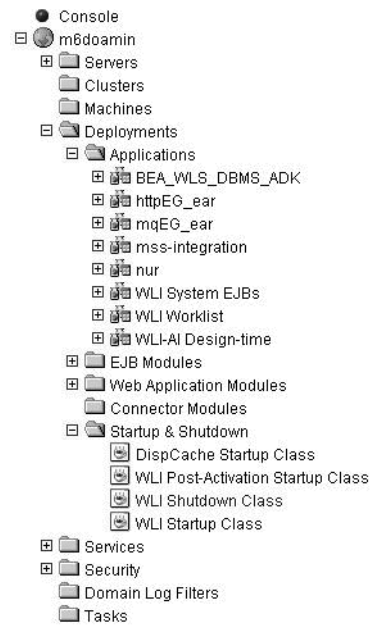 Console
m6doamin
Servers
Clusters
Machines
Deployments
Applications
BEA_WLS_DBMS_ADK
httpEG_ear
mqEG_ear
mss-integration
nur
WLI System EJBs
WLI Worklist
WLI-AI Design-time
EJB Modules
Web Application Modules
Connector Modules
Startup & Shutdown
DispCache Startup Class
WLI Post-Activation Startup Class
WLI Shutdown Class
WLI Startup Class
Services
Security
Domain Log Filters
Tasks